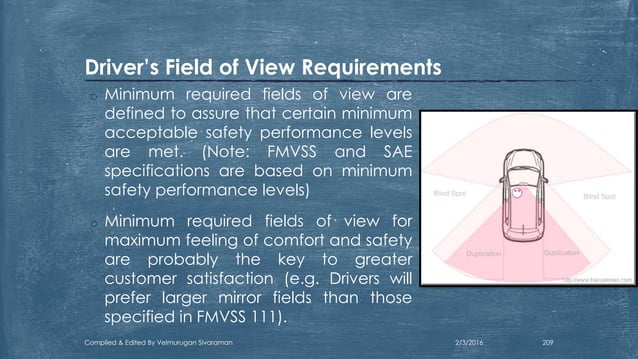 Driver's Field of View Requirements
o Minimum required fields of view are
defined to assure that certain minimum
acceptable safety performance levels
are met. (Note: FMVSS and SAE
specifications are based on minimum
safety performance levels)
o Minimum required fields of view for
maximum feeling of comfort and safety
are probably the key to greater
customer satisfaction (e.g. Drivers will
prefer larger mirror fields than those
specified in FMVSS 111).
Blind Spot
Blind Spot
Duplication
Duplication
Complied & Edited By Velmurugan Sivaraman
2/3/2016
209